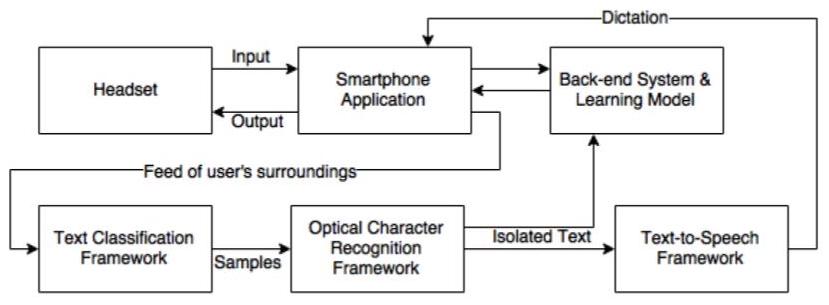 Dictation
Input
Headset
Smartphone
Application
Back-end System &
Learning Model
Output
Feed of user's surroundings
Text Classification
Framework
Samples
Optical Character
Recognition
Framework
Isolated Text
Text-to-Speech
Framework